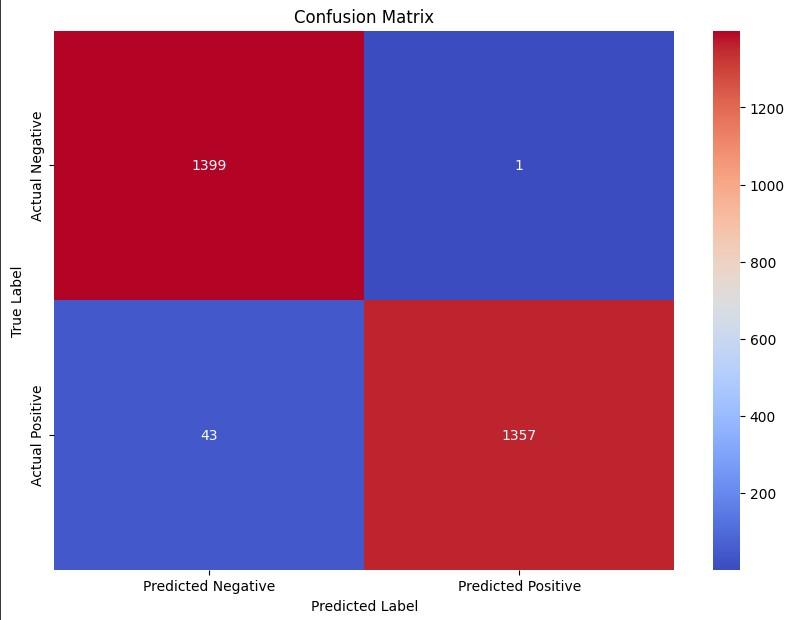 Confusion Matrix
Actual Negative
1399
1
Actual Positive
43
1357
True Label
Predicted Negative
Predicted Positive
Predicted Label
1200
1000
800
600
400
200